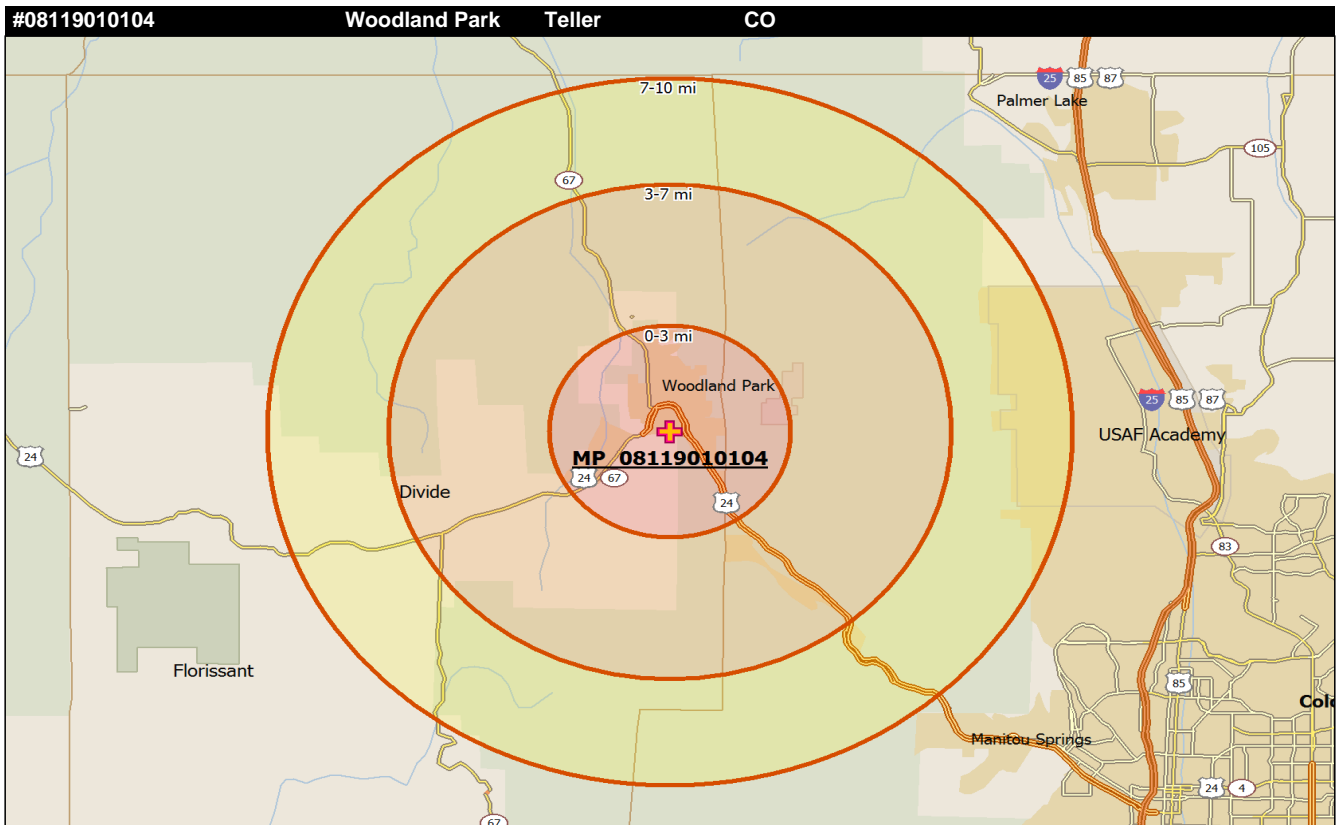 #08119010104 Woodland Park Teller CO
7-10 mi
25 85 87
Palmer Lake
105
67
3-7 mi
0-3 mi
Woodland Park
25 85 87
USAF Academy
24
MP 08119010104
24 67
Divide
24
83
Florissant
85
Colo
Manitou Springs
24 4
67